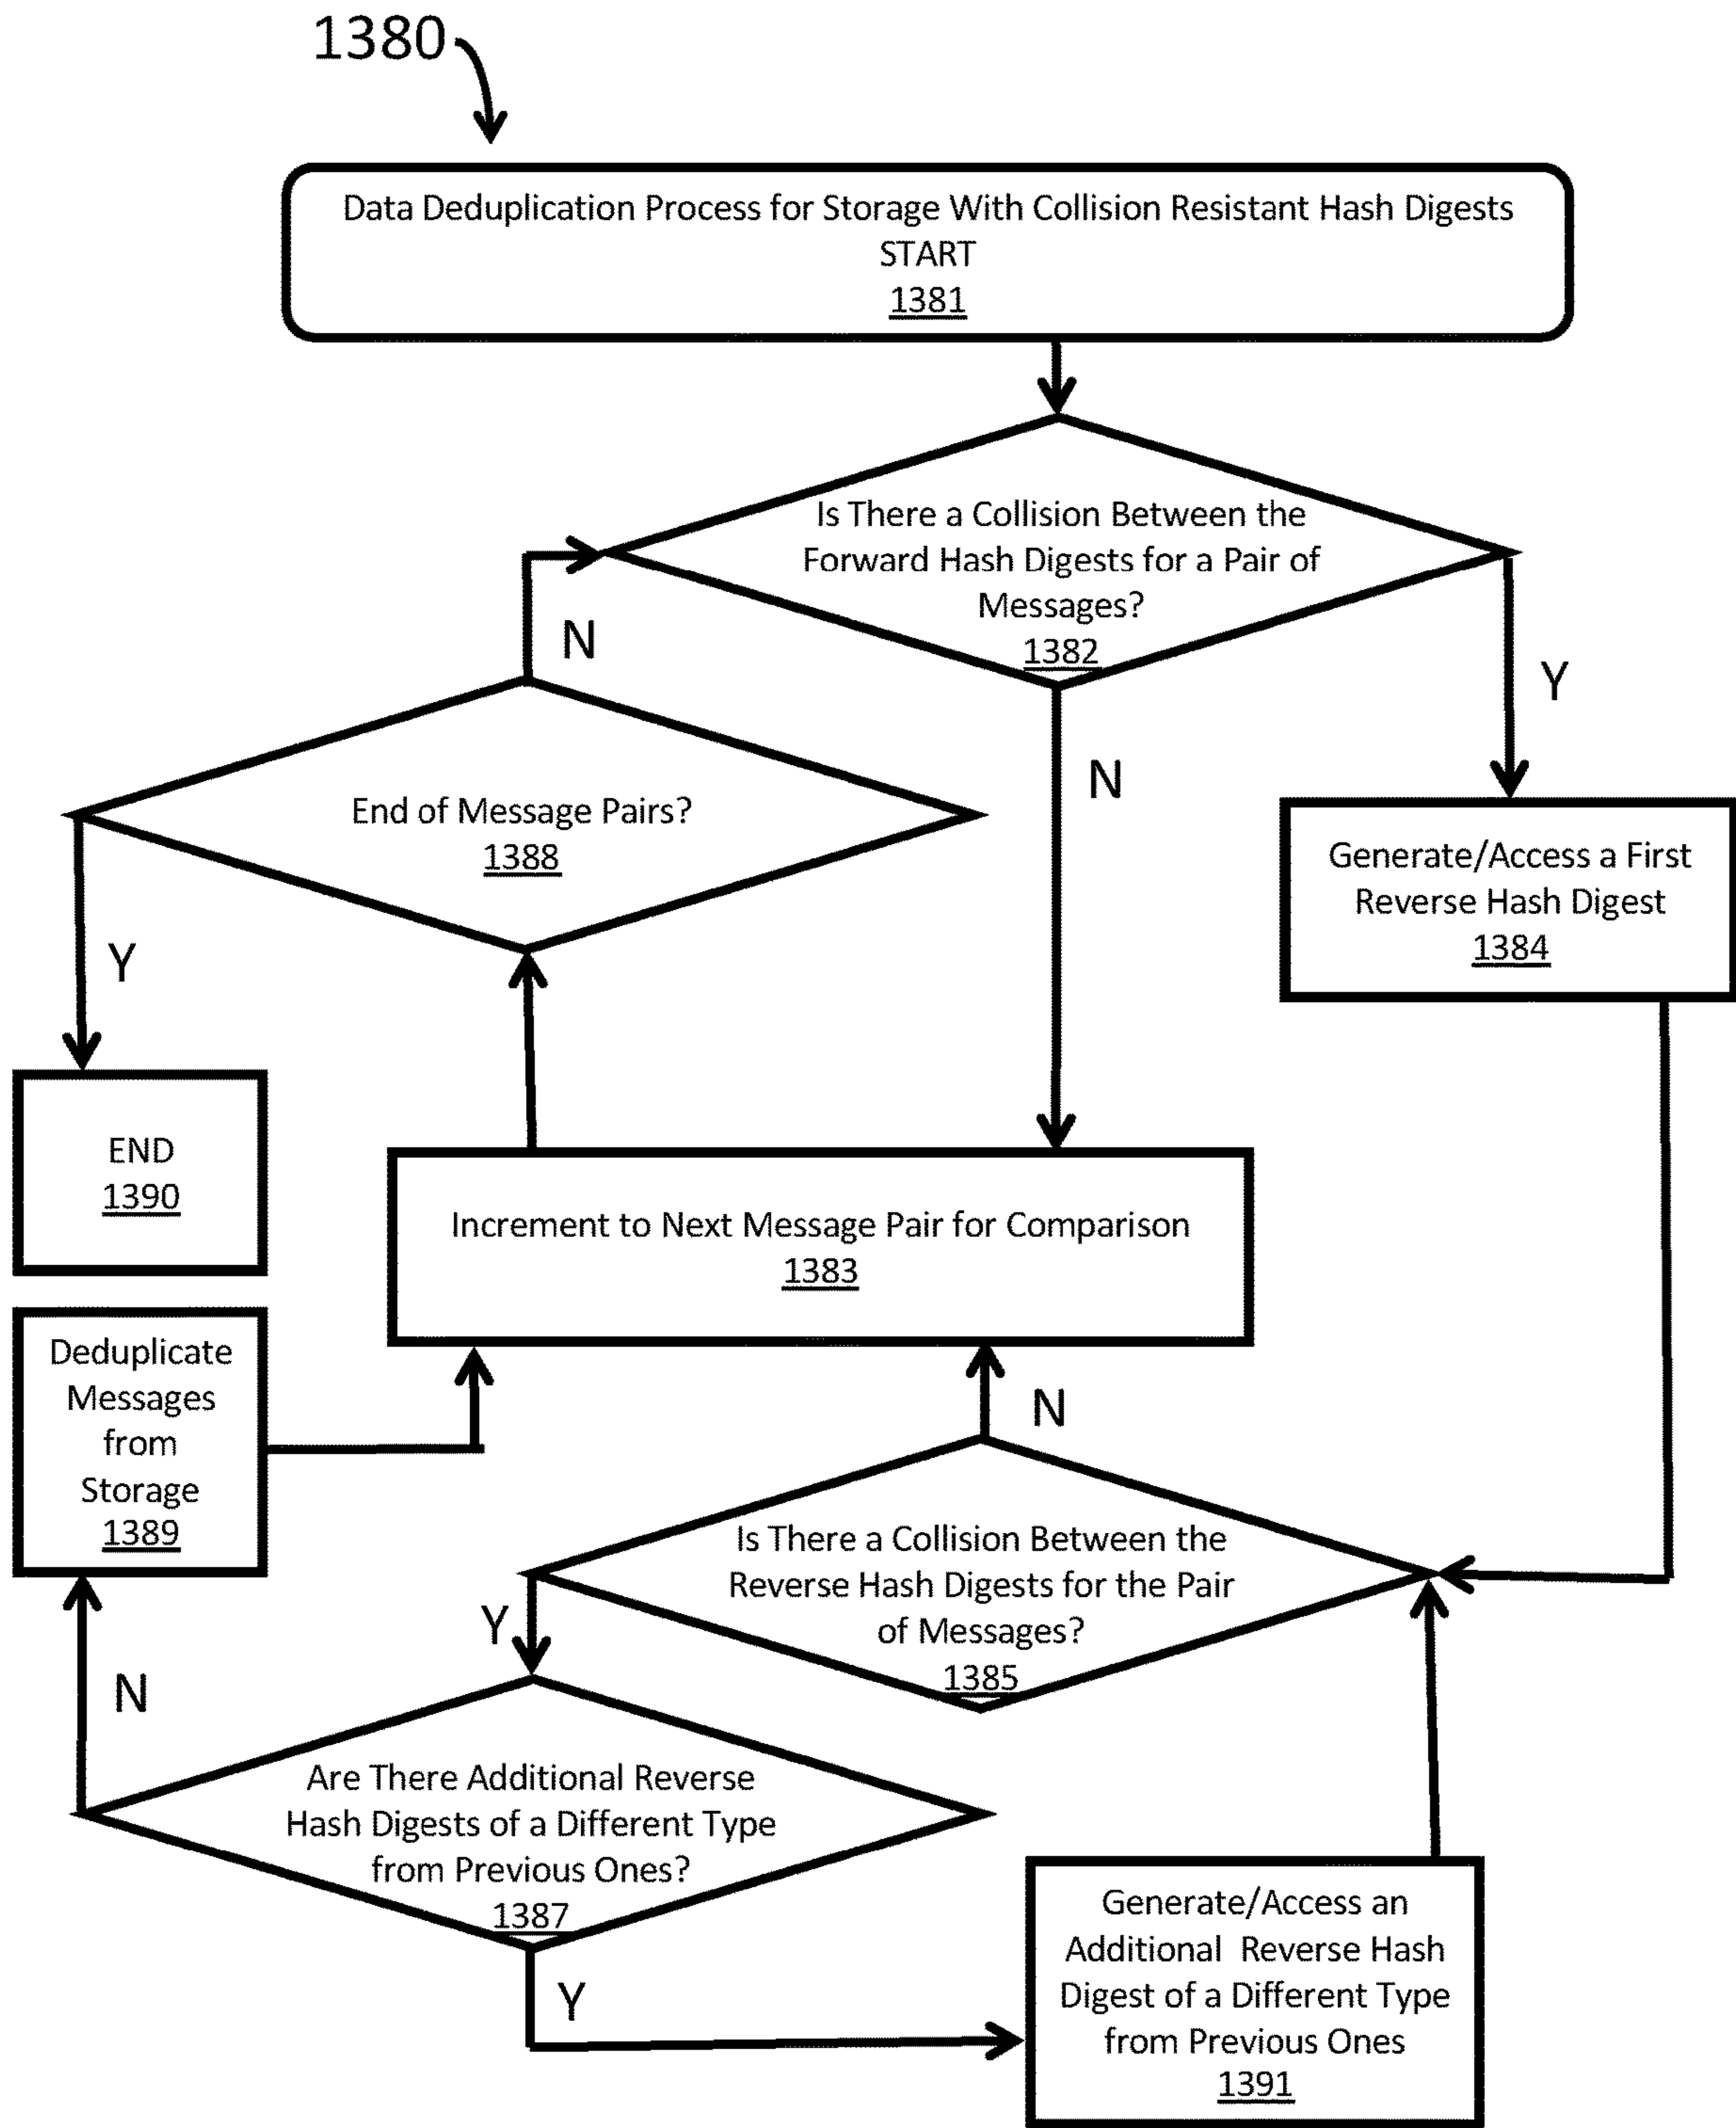 1380
Data Deduplication Process for Storage With Collision Resistant Hash Digests
START
1381
Is There a Collision Between the
Forward Hash Digests for a Pair of
Messages?
1382
N
Y
N
End of Message Pairs?
1388
Generate/Access a First
Reverse Hash Digest
1384
Y
END
1390
Increment to Next Message Pair for Comparison
1383
Deduplicate
Messages
from
Storage
1389
N
Is There a Collision Between the
Reverse Hash Digests for the Pair
of Messages?
1385
Y
N
Are There Additional Reverse
Hash Digests of a Different Type
from Previous Ones?
1387
Y
Generate/Access an
Additional Reverse Hash
Digest of a Different Type
from Previous Ones
1391